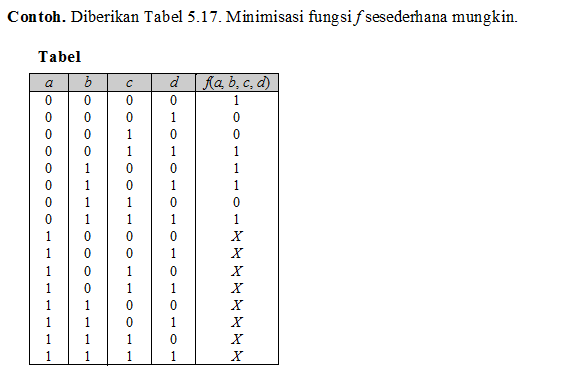 Contoh. Diberikan Tabel 5.17. Minimisasi fungsi f sesederhana mungkin.
Tabel
a b c d f(a, b, c, d)
0 0 0 0 1
0 0 0 1 0
0 0 1 0 0
0 0 1 1 1
0 1 0 0 1
0 1 0 1 1
0 1 1 0 0
0 1 1 1 1
1 0 0 0 X
1 0 0 1 X
1 0 1 0 X
1 0 1 1 X
1 1 0 0 X
1 1 0 1 X
1 1 1 0 X
1 1 1 1 X